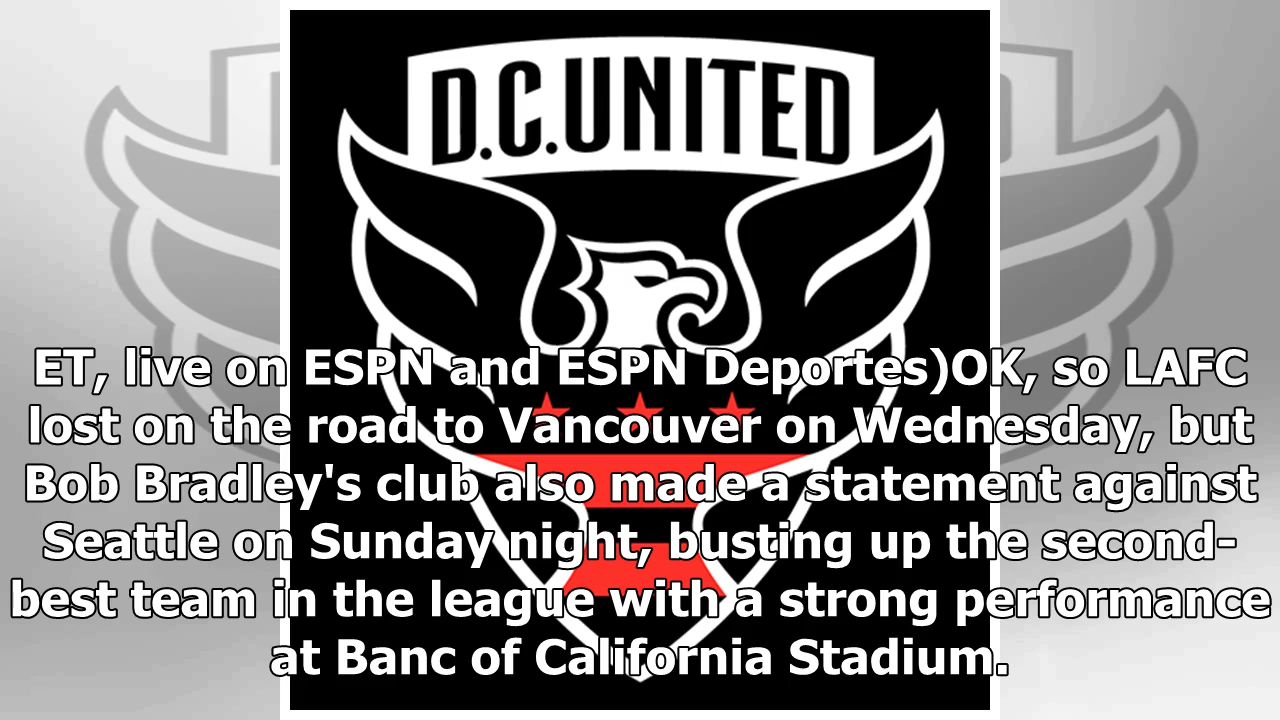 D.C.UNITED
ET, live on ESPN and ESPN Deportes)OK, so LAFC
lost on the road to Vancouver on Wednesday, but
Bob Bradley's club also made a statement against
Seattle on Sunday night, busting up the second-
best team in the league with a strong performance
at Banc of California Stadium.